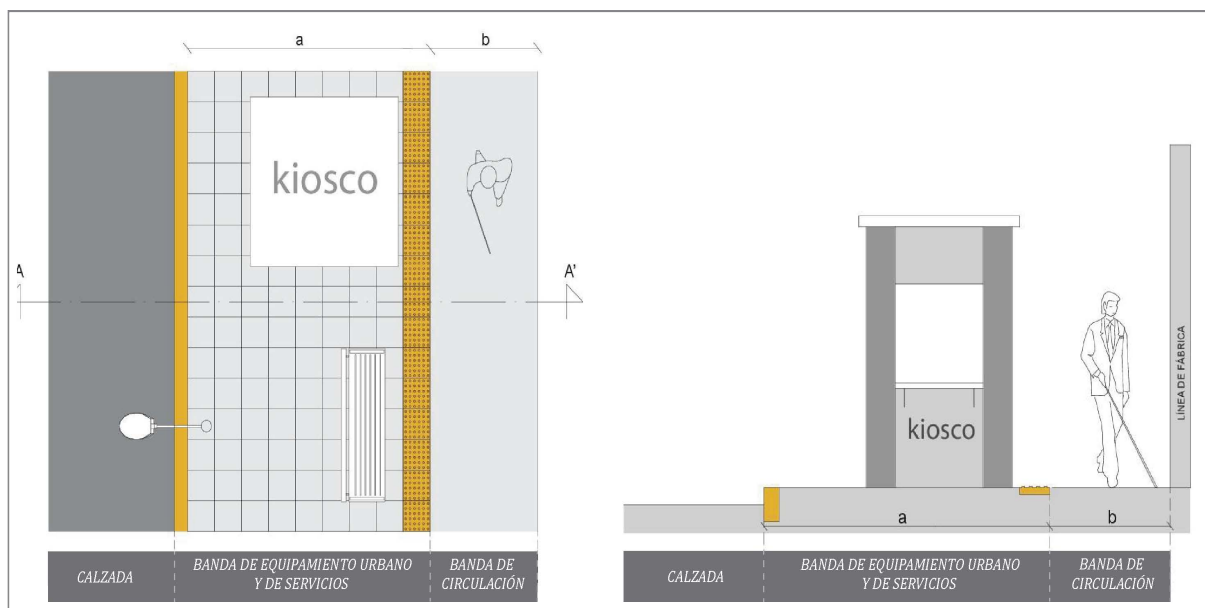 a
b
kiosco
A
A'
CALZADA
BANDA DE EQUIPAMIENTO URBANO
Y DE SERVICIOS
BANDA DE
CIRCULACIÓN
LÍNEA DE FÁBRICA
kiosco
a
b
CALZADA
BANDA DE EQUIPAMIENTO URBANO
Y DE SERVICIOS
BANDA DE
CIRCULACIÓN